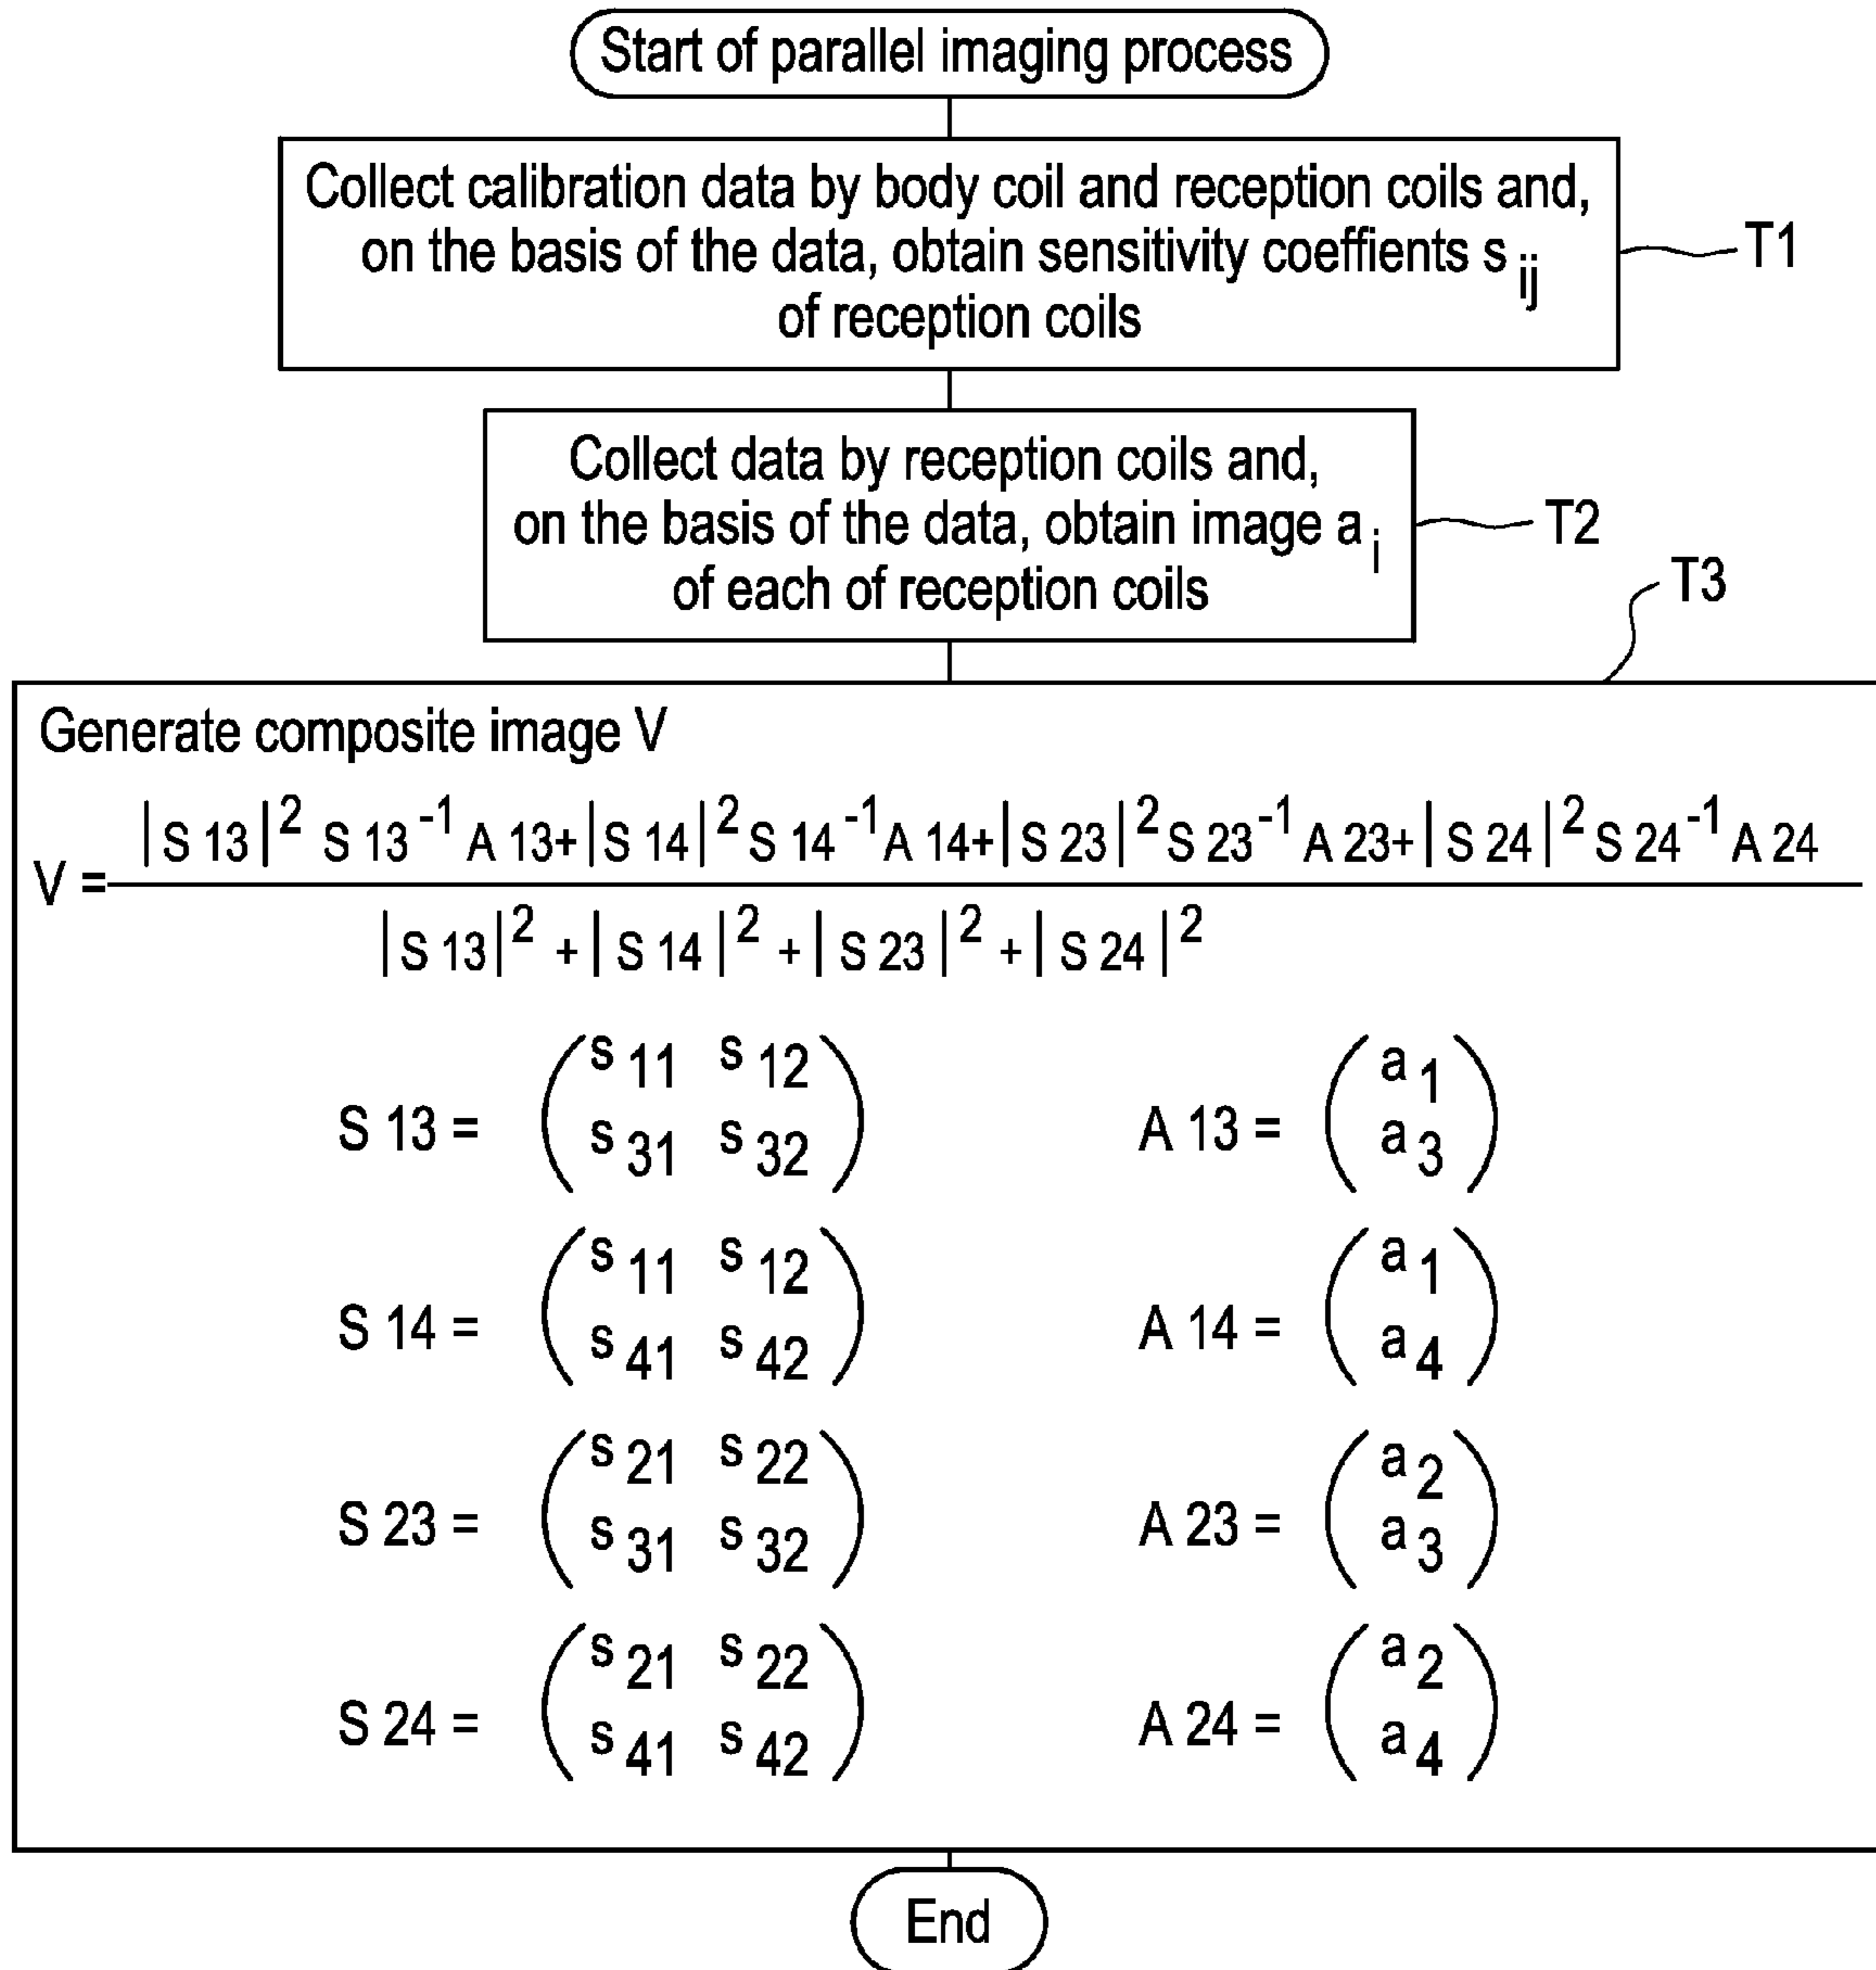 Start of parallel imaging process
Collect calibration data by body coil and reception coils and,
on the basis of the data, obtain sensitivity coeffients s ij
of reception coils
T1
Collect data by reception coils and,
on the basis of the data, obtain image a i
of each of reception coils
T2
T3
Generate composite image V
V = (|S 13|^2 S 13^-1 A 13+|S 14|^2 S 14^-1 A 14+|S 23|^2 S 23^-1 A 23+|S 24|^2 S 24^-1 A 24
|S 13|^2 + |S 14|^2 + |S 23|^2 + |S 24|^2
S 13 = (s 11 s 12
s 31 s 32)
A 13 = (a 1
a 3)
S 14 = (s 11 s 12
s 41 s 42)
A 14 = (a 1
a 4)
S 23 = (s 21 s 22
s 31 s 32)
A 23 = (a 2
a 3)
S 24 = (s 21 s 22
s 41 s 42)
A 24 = (a 2
a 4)
End